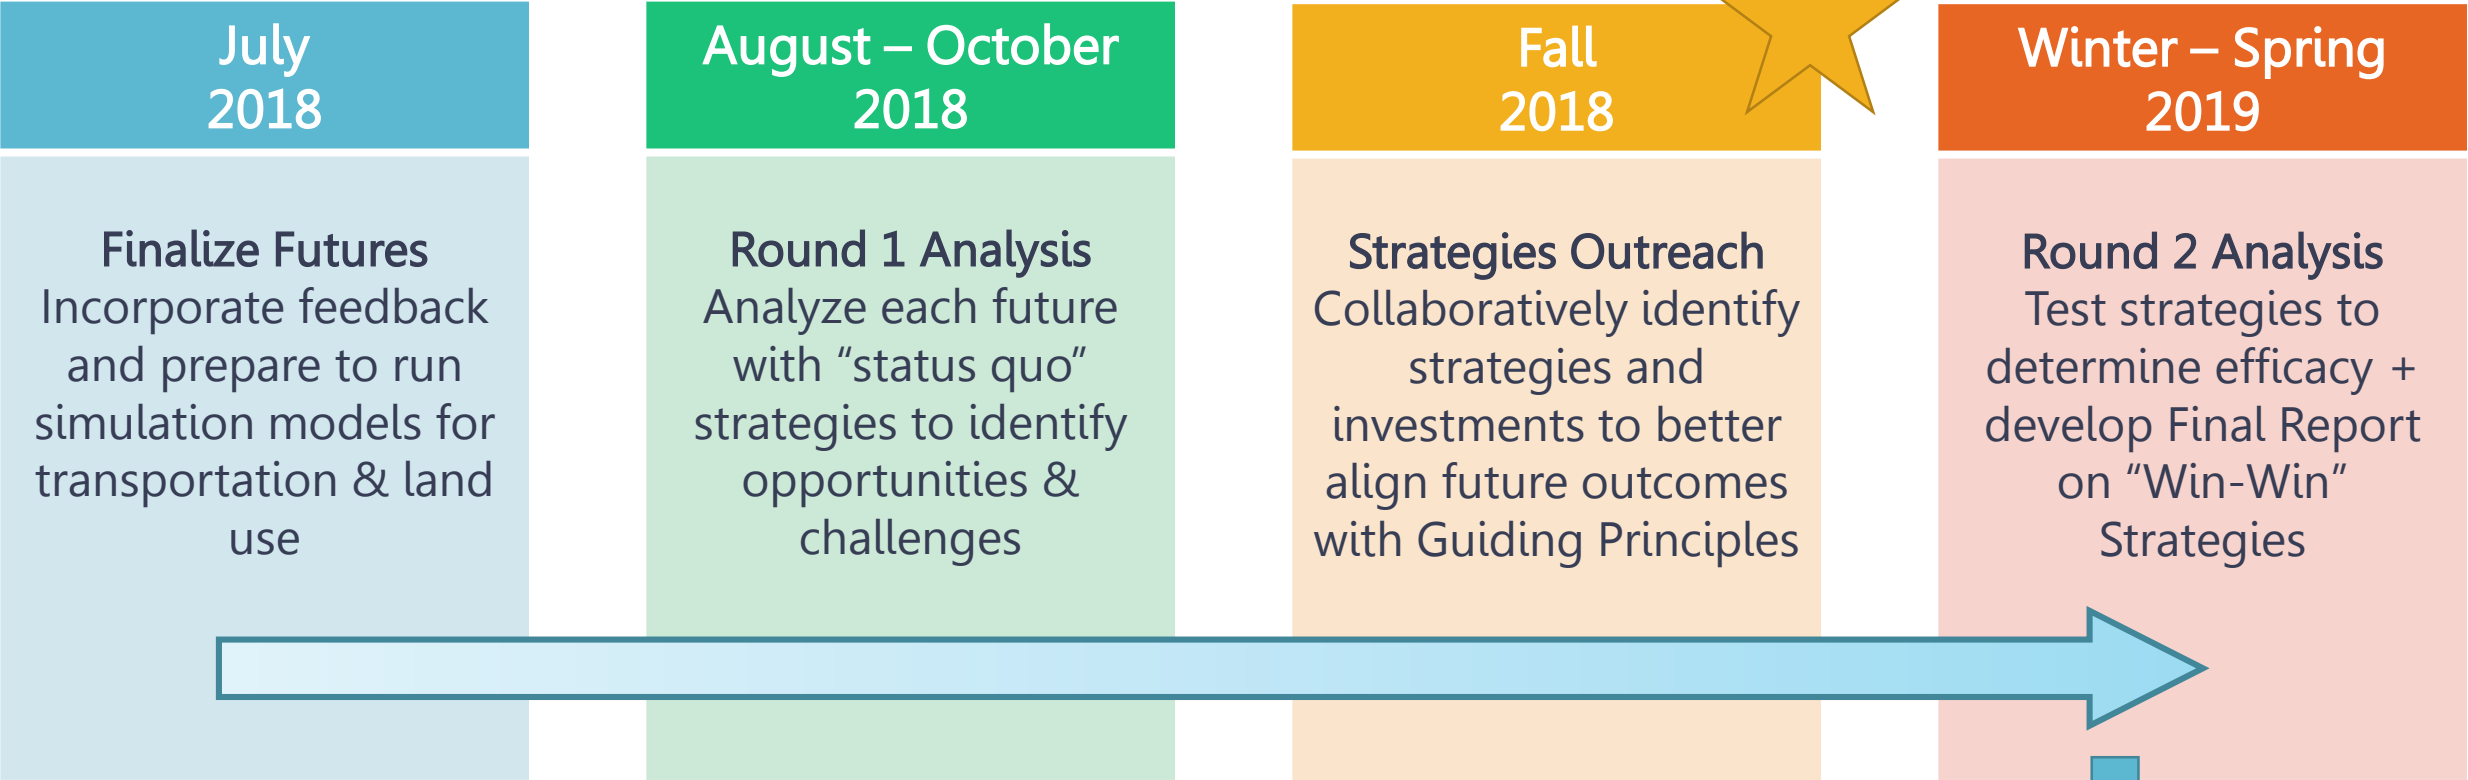 July
2018
Finalize Futures
Incorporate feedback
and prepare to run
simulation models for
transportation & land
use
August – October
2018
Round 1 Analysis
Analyze each future
with “status quo”
strategies to identify
opportunities &
challenges
Fall
2018
Strategies Outreach
Collaboratively identify
strategies and
investments to better
align future outcomes
with Guiding Principles
Winter – Spring
2019
Round 2 Analysis
Test strategies to
determine efficacy +
develop Final Report
on “Win-Win”
Strategies